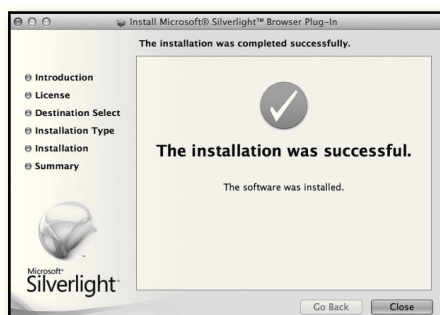 Install Microsoft® Silverlight™ Browser Plug-In
The installation was completed successfully.
Introduction
License
Destination Select
Installation Type
Installation
Summary
The installation was successful.
The software was installed.
Microsoft®
Silverlight™
Go Back
Close